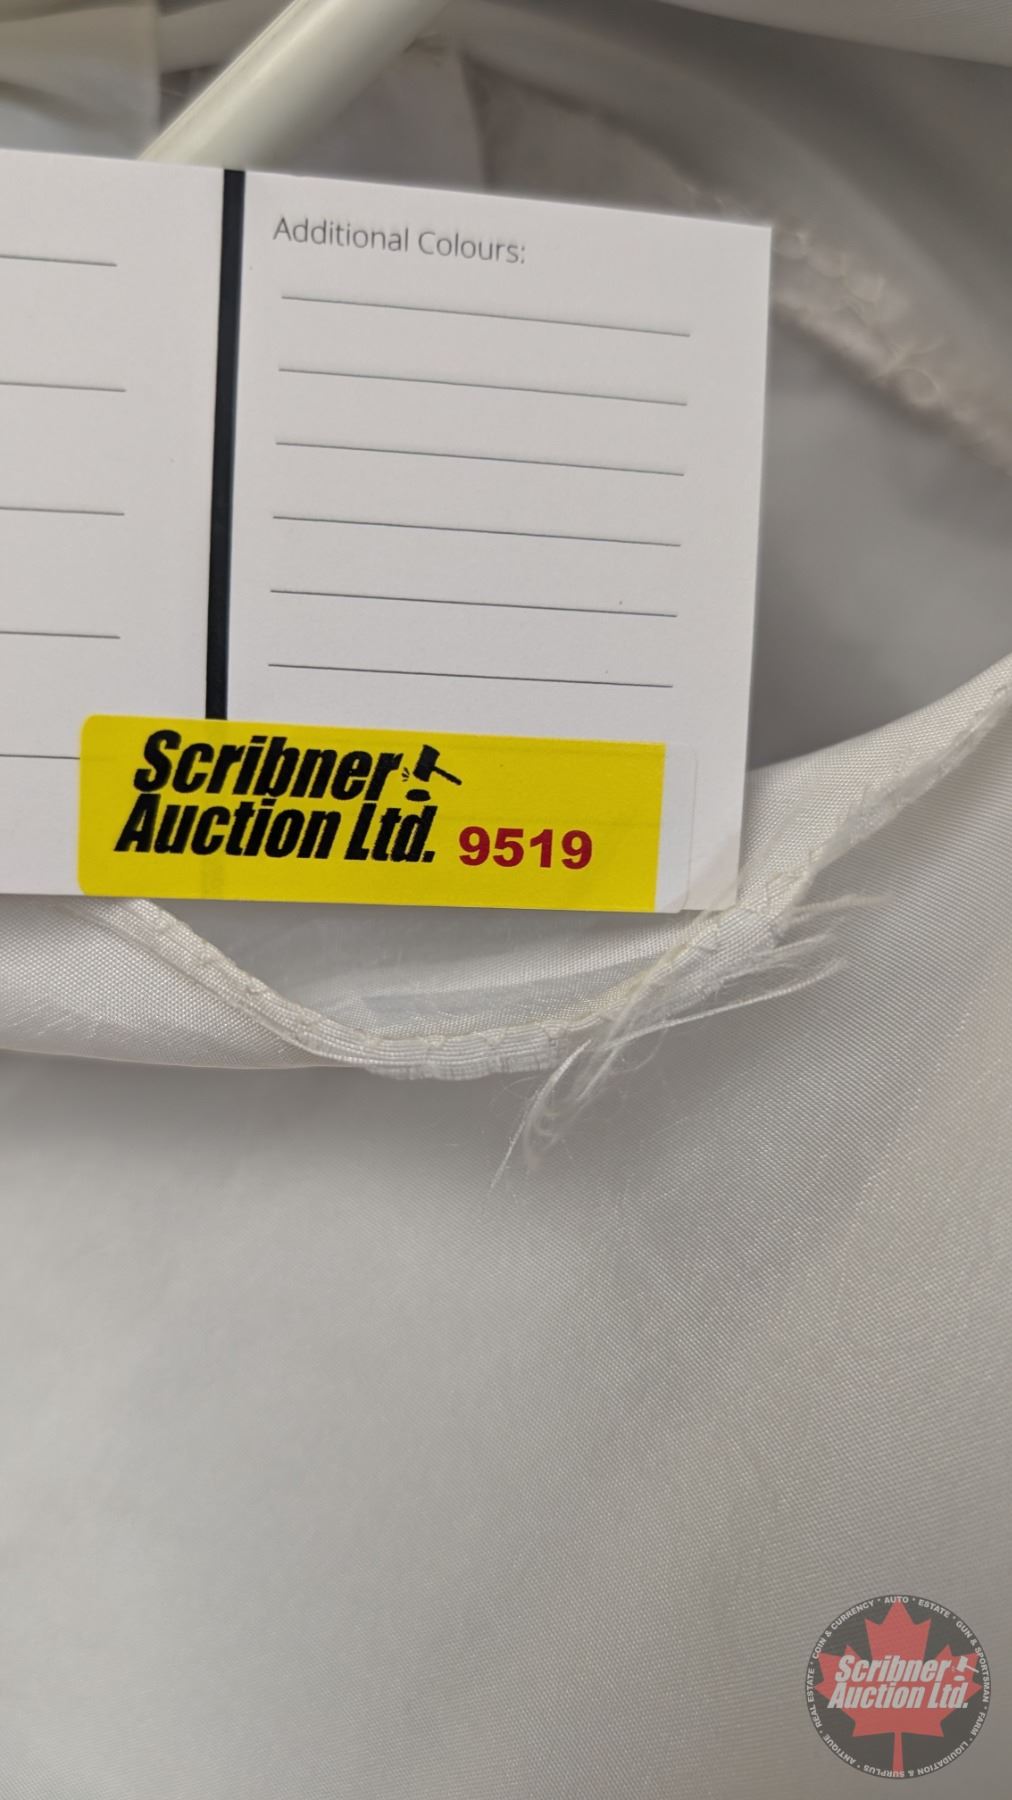 Additional Colours:
Scribner
Auction Ltd. 9519
COIN & CURRENCY • AUTO • ESTATE • GUN & SPORTSMAN • FARM • LIQUIDATION & SURPLUS • ANTIQUE • REAL ESTATE •
Scribner
Auction Ltd.